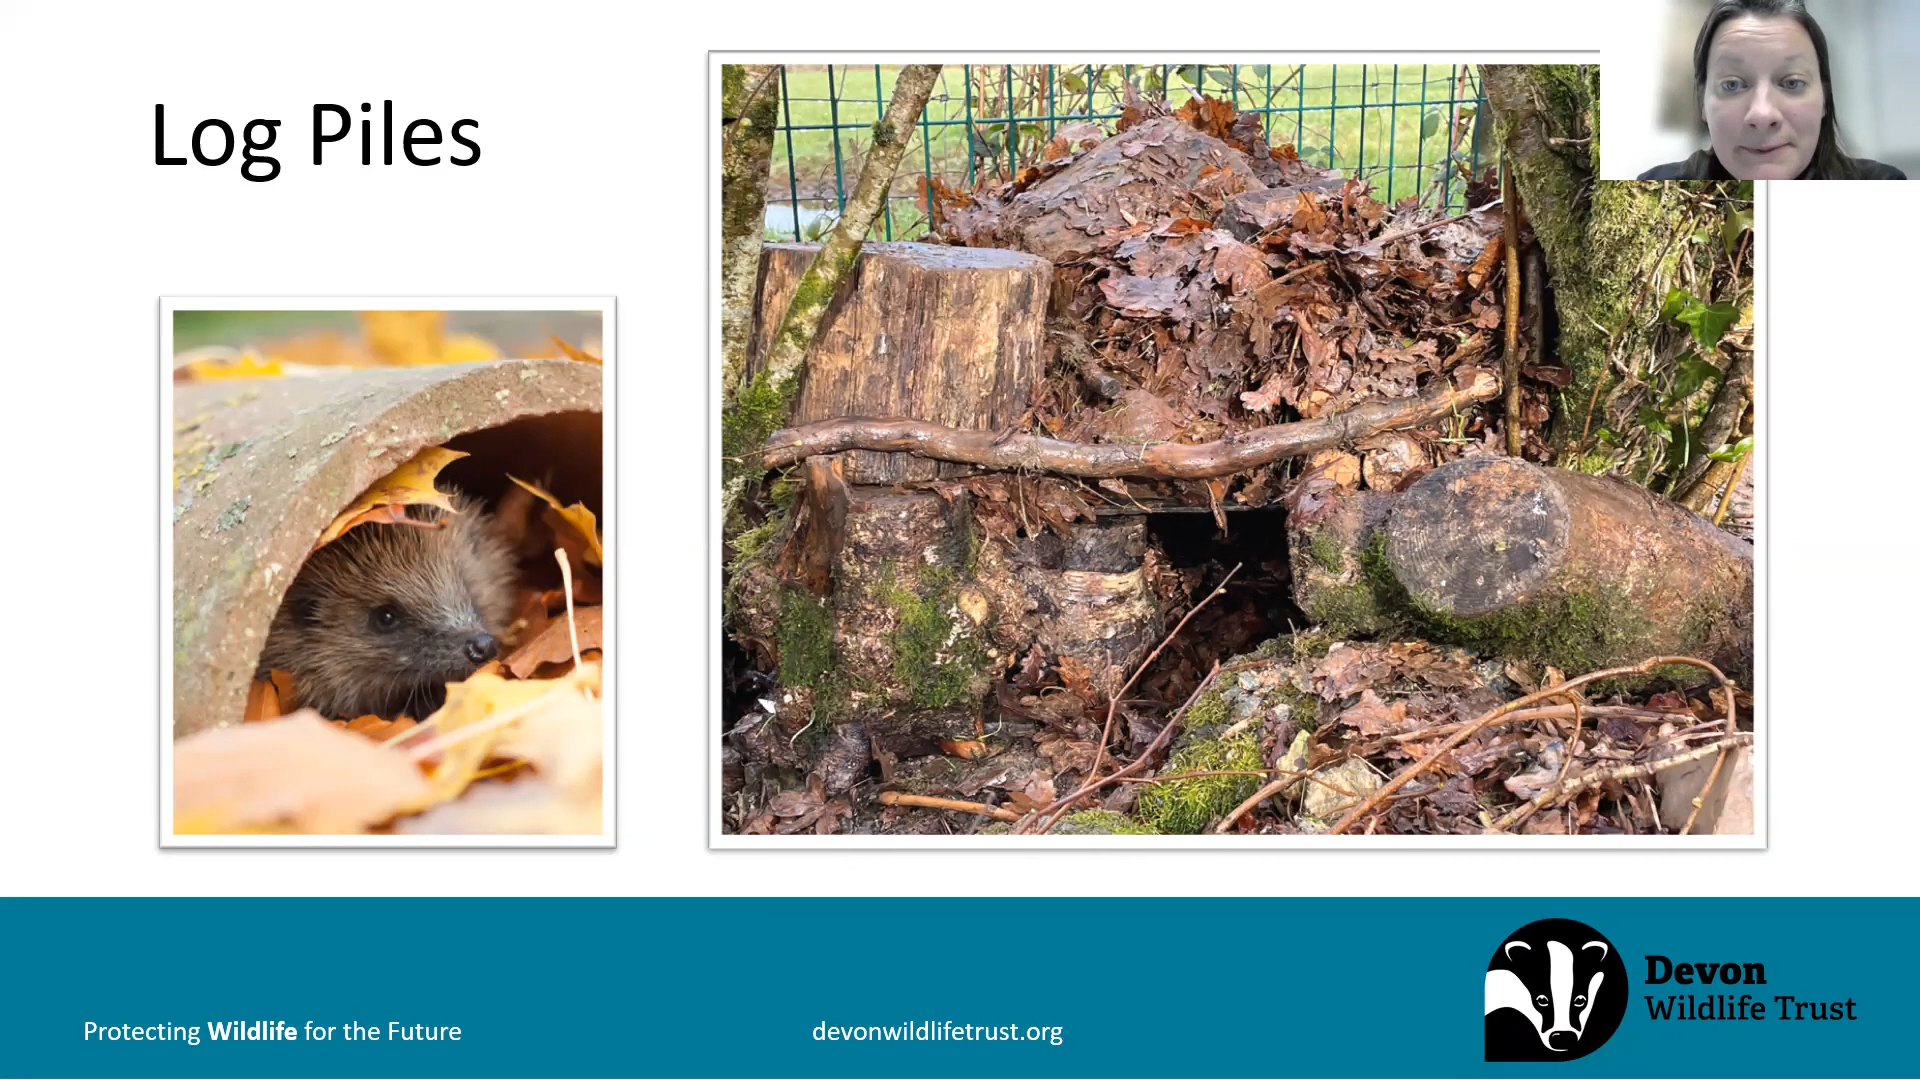 Log Piles
Protecting Wildlife for the Future
devonwildlifetrust.org
Devon
Wildlife Trust